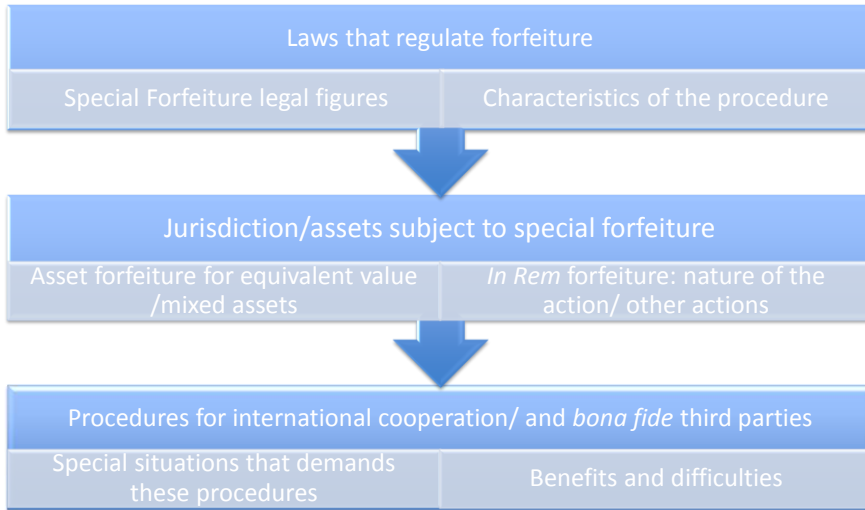 Laws that regulate forfeiture
Special Forfeiture legal figures
Characteristics of the procedure
Jurisdiction/assets subject to special forfeiture
Asset forfeiture for equivalent value
/mixed assets
In Rem forfeiture: nature of the
action/ other actions
Procedures for international cooperation/ and bona fide third parties
Special situations that demands
these procedures
Benefits and difficulties